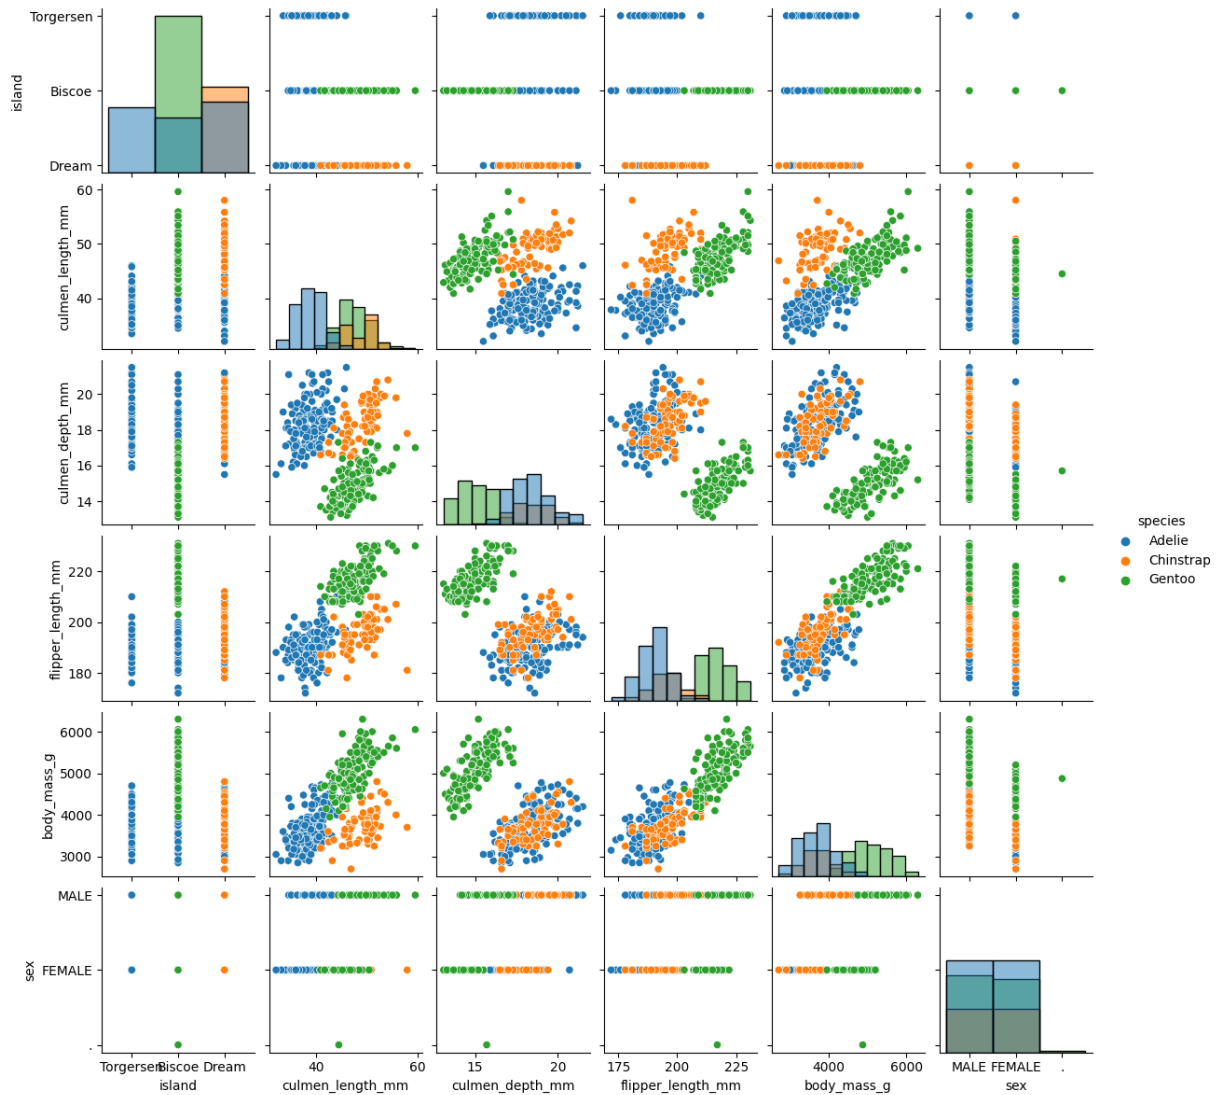 Torgersen
Biscoe
Dream
island
60
50
40
culmen_length_mm
20
18
16
14
culmen_depth_mm
220
200
180
flipper_length_mm
6000
5000
4000
3000
body_mass_g
MALE
FEMALE
.
sex
Torgersen Biscoe Dream
island
40 60
culmen_length_mm
15 20
culmen_depth_mm
175 200 225
flipper_length_mm
4000 6000
body_mass_g
MALE FEMALE .
sex
species
Adelie
Chinstrap
Gentoo